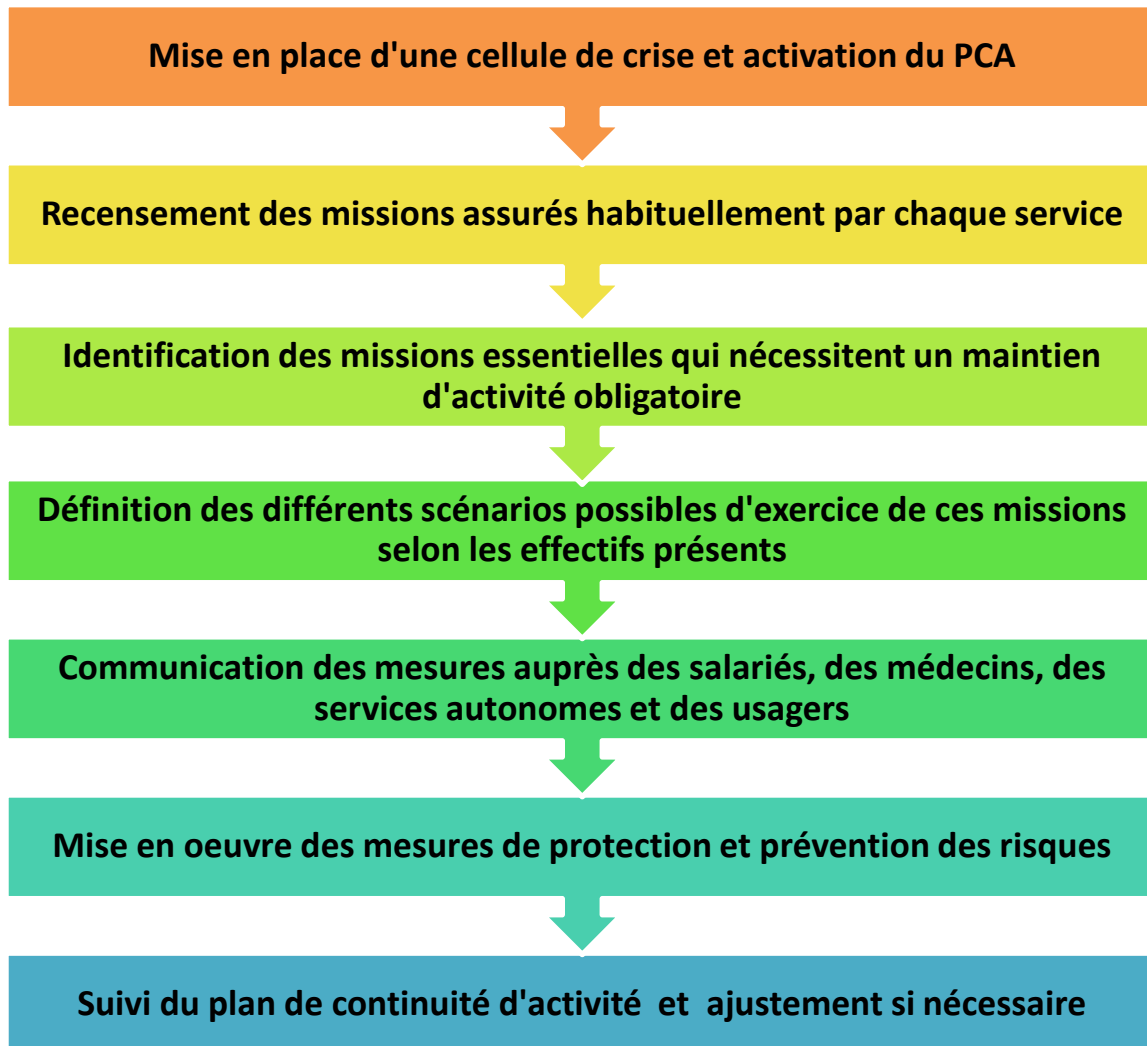 Mise en place d'une cellule de crise et activation du PCA
Recensement des missions assurés habituellement par chaque service
Identification des missions essentielles qui nécessitent un maintien
d'activité obligatoire
Définition des différents scénarios possibles d'exercice de ces missions
selon les effectifs présents
Communication des mesures auprès des salariés, des médecins, des
services autonomes et des usagers
Mise en oeuvre des mesures de protection et prévention des risques
Suivi du plan de continuité d'activité et ajustement si nécessaire